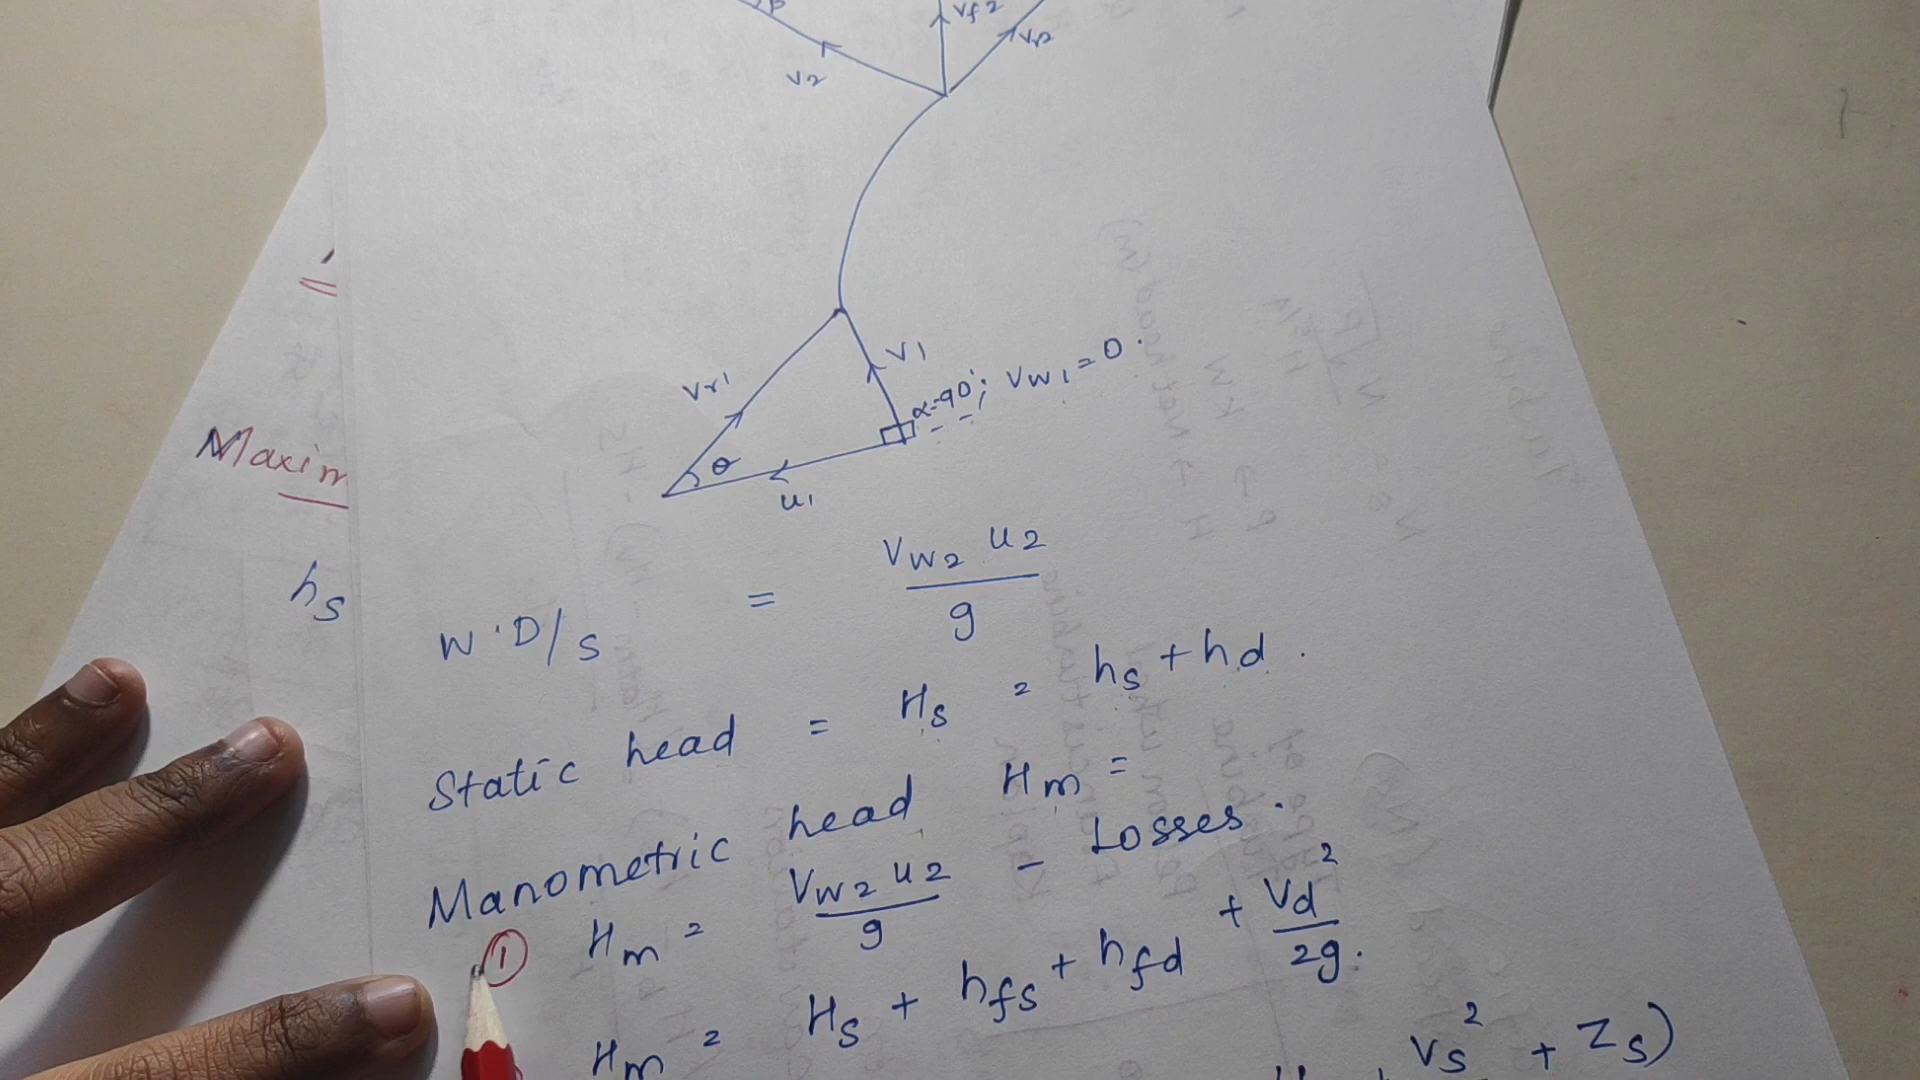 β
Vf2
V2
Vr2
V1
Vr1
α=90°; Vw1 = 0.
θ
u1
Maxim
hs
W.D/s = Vw2 u2 / g
Static head = Hs = hs + hd.
Manometric head Hm =
① Hm = Vw2 u2 / g - Losses.
Hm = Hs + hfs + hfd + Vd² / 2g.
Vs² + Zs)